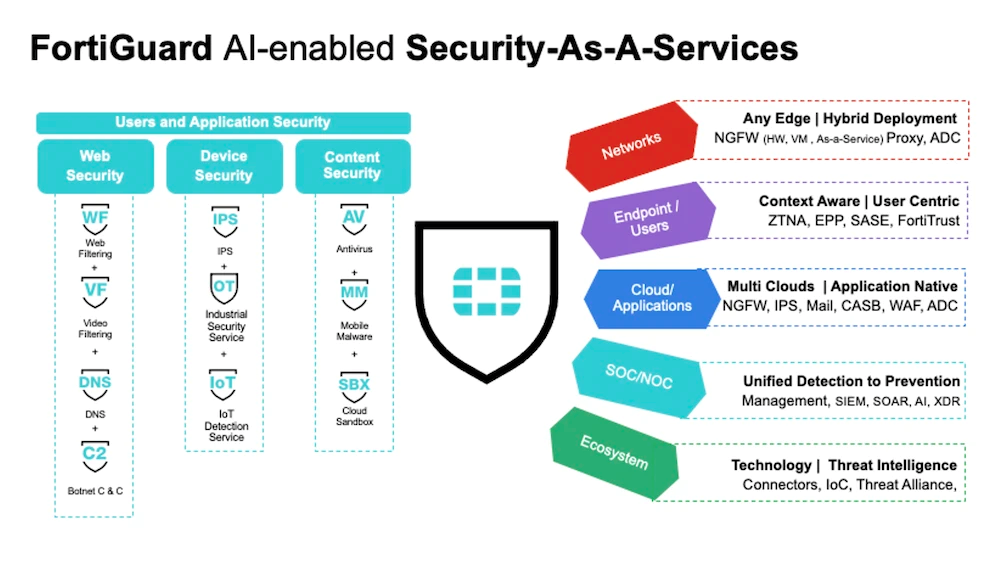 FortiGuard AI-enabled Security-As-A-Services
Users and Application Security
Web
Security
WF
Web
Filtering
+
VF
Video
Filtering
+
DNS
DNS
+
C2
Botnet C & C
Device
Security
IPS
IPS
+
OT
Industrial
Security
Service
+
IoT
IoT
Detection
Service
Content
Security
AV
Antivirus
+
MM
Mobile
Malware
+
SBX
Cloud
Sandbox
Networks
Any Edge | Hybrid Deployment
NGFW (HW, VM , As-a-Service) Proxy, ADC
Endpoint /
Users
Context Aware | User Centric
ZTNA, EPP, SASE, FortiTrust
Cloud/
Applications
Multi Clouds | Application Native
NGFW, IPS, Mail, CASB, WAF, ADC
SOC/NOC
Unified Detection to Prevention
Management, SIEM, SOAR, AI, XDR
Ecosystem
Technology | Threat Intelligence
Connectors, IoC, Threat Alliance,